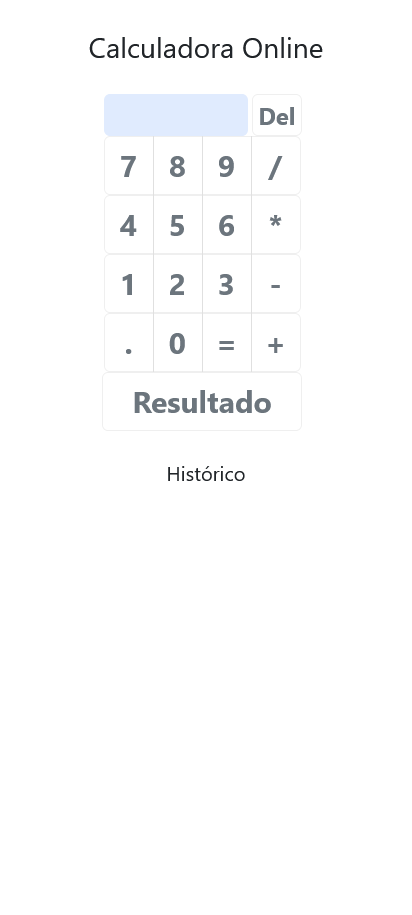 Calculadora Online
Del
7 8 9 /
4 5 6 *
1 2 3 -
. 0 = +
Resultado
Histórico